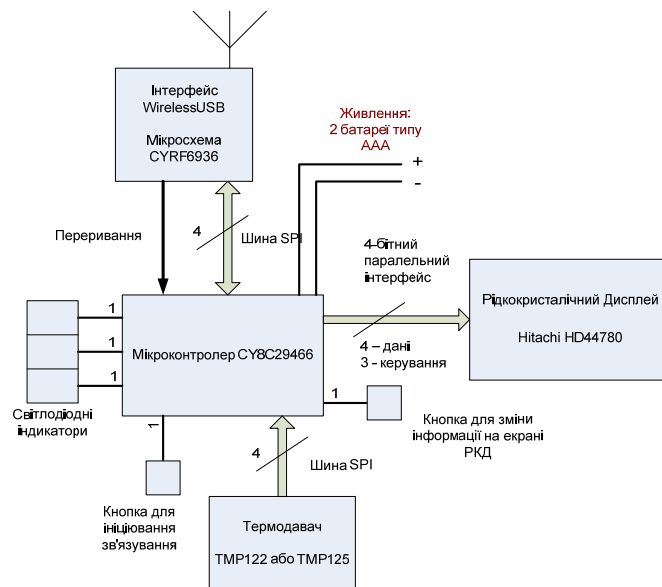 Інтерфейс
WirelessUSB
Мікросхема
CYRF6936
Живлення:
2 батареї типу
AAA
+
-
Переривання
4
Шина SPI
4-бітний
паралельний
інтерфейс
Рідкокристалічний Дисплей
Hitachi HD44780
1
1
1
Мікроконтролер CY8C29466
4 – дані
3 - керування
Світлодіодні
індикатори
1
1
Кнопка для зміни
інформації на екрані
РКД
4
Шина SPI
Кнопка для
ініціювання
зв'язування
Термодавач
TMP122 або TMP125